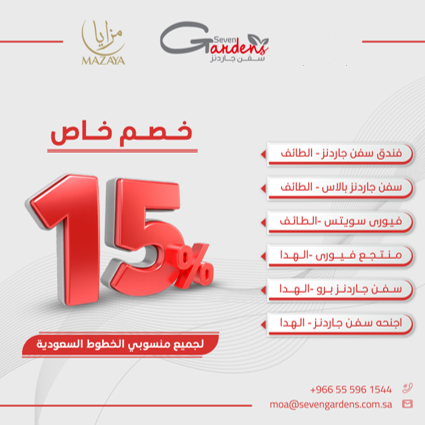 مزايا
MAZAYA
Seven
Gardens
سفن جاردنز
خصم خاص
15%
لجميع منسوبي الخطوط السعودية
فندق سفن جاردنز - الطائف
سفن جاردنز بالاس - الطائف
فيورى سويتس -الطائف
منتجع فيورى -الهدا
سفن جاردنز برو -الهدا
اجنحه سفن جاردنز - الهدا
+966 55 596 1544
moa@sevengardens.com.sa